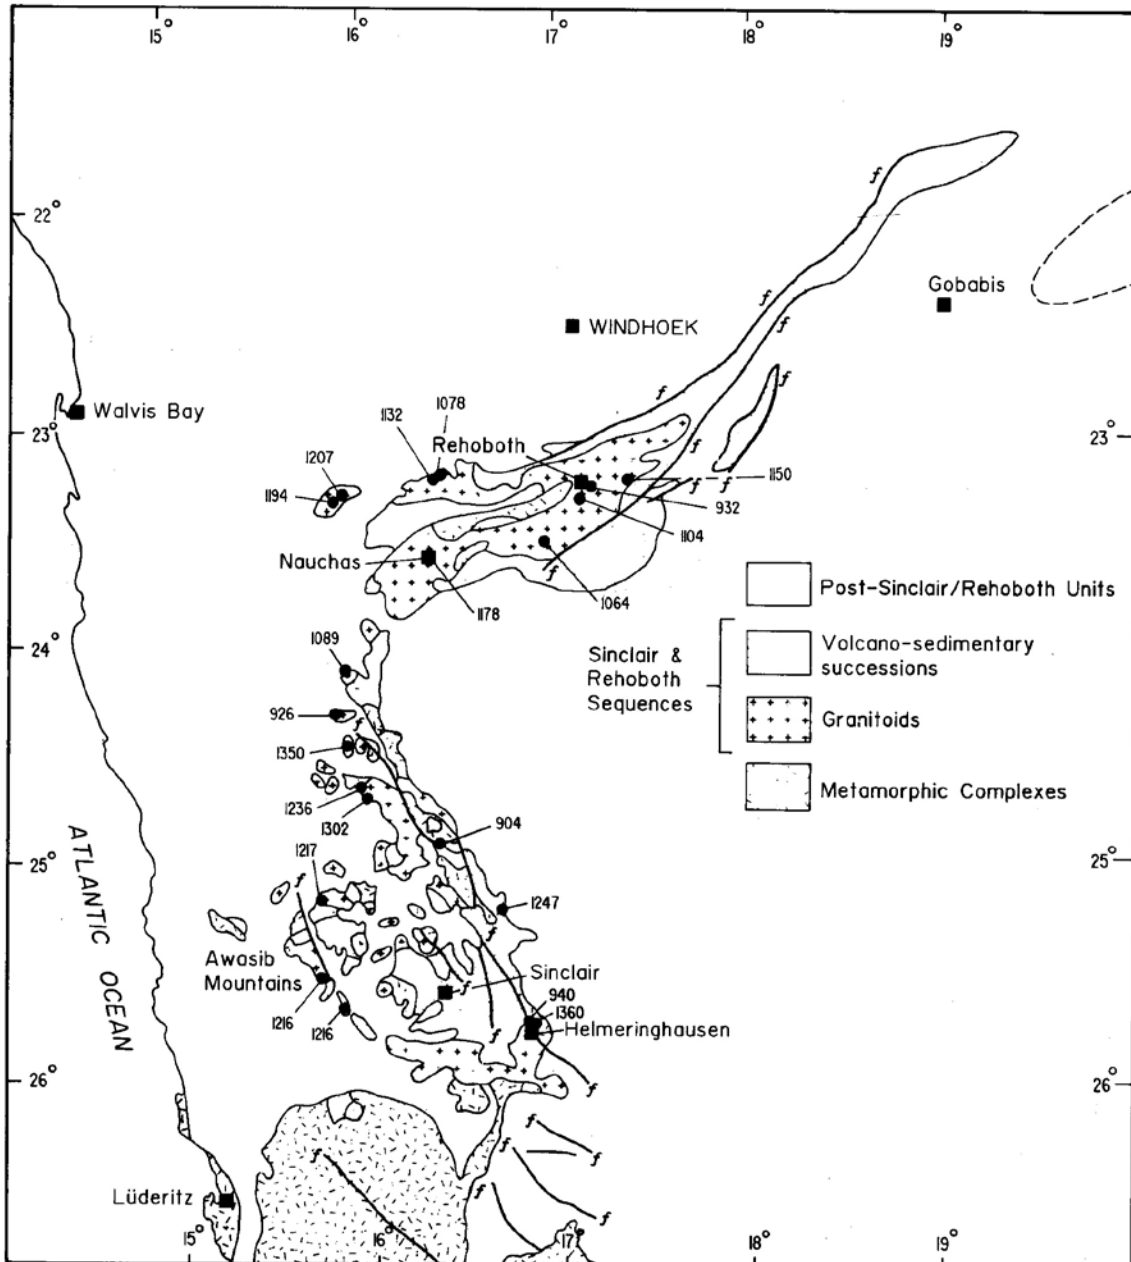 15° 16° 17° 18° 19°
22°
f
Gobabis
f
WINDHOEK
f
f
f
Walvis Bay
1078
1132
23°
Rehoboth
f
23°
1207
1150
f f
1194
932
1104
Nauchas
f
1064
1178
Post-Sinclair/Rehoboth Units
24°
1089
Sinclair &
Rehoboth
Sequences
Volcano-sedimentary
successions
926
f
Granitoids
1350
1236
1302
Metamorphic Complexes
904
ATLANTIC OCEAN
1217
25°
25°
f
1247
f
Awasib
Mountains
Sinclair
f
940
1216
1360
1216
f
Helmeringhausen
26°
f
26°
f
f
f
f
f
Lüderitz
f
15° 16° 17° 18° 19°